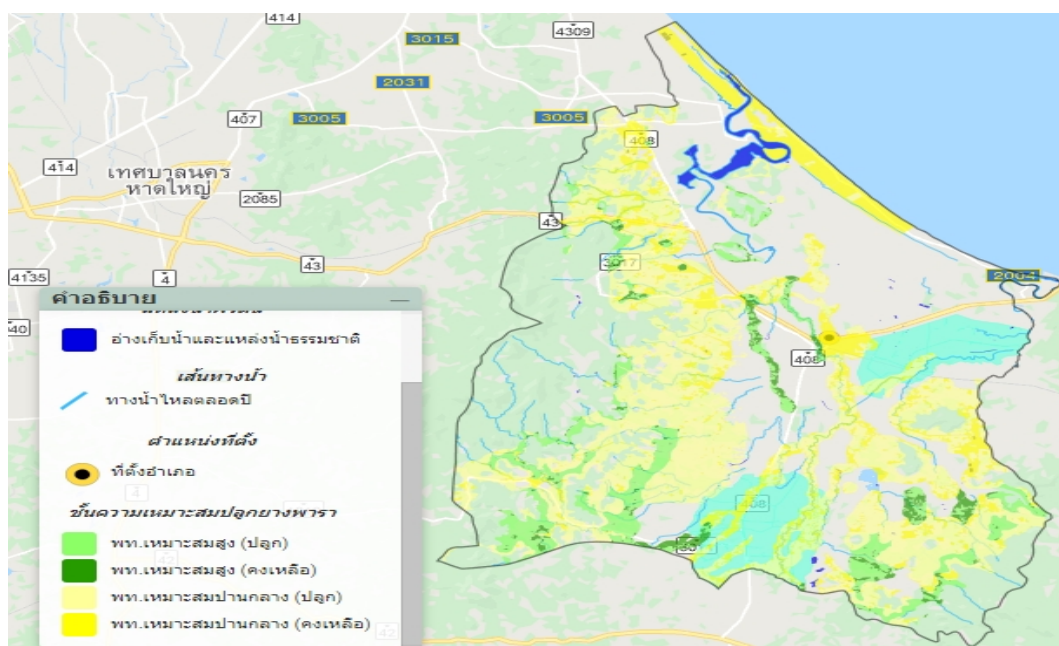 414
3015
4309
2031
407
3005
3005
408
414
เทศบาลนคร
หาดใหญ่
2085
43
4135
4
43
3017
2004
คำอธิบาย
40
อ่างเก็บน้ำและแหล่งน้ำธรรมชาติ
408
เส้นทางน้ำ
ทางน้ำไหลตลอดปี
ตำแหน่งที่ตั้ง
ที่ตั้งอำเภอ
4
408
ชั้นความเหมาะสมปลูกยางพารา
พท.เหมาะสมสูง (ปลูก)
พท.เหมาะสมสูง (คงเหลือ)
พท.เหมาะสมปานกลาง (ปลูก)
พท.เหมาะสมปานกลาง (คงเหลือ)
42